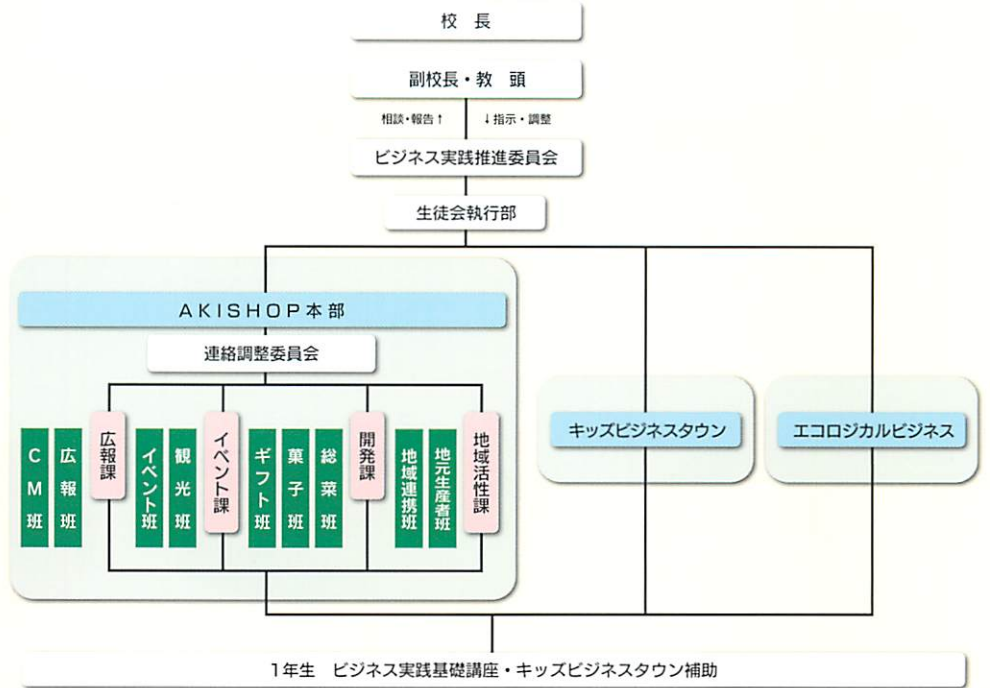 校　長
副校長・教　頭
相談・報告↑　↓指示・調整
ビジネス実践推進委員会
生徒会執行部
AKISHOP本部
連絡調整委員会
CM班
広報班
広報課
イベント班
観光班
イベント課
ギフト班
菓子班
総菜班
開発課
地域連携班
地元生産者班
地域活性課
キッズビジネスタウン
エコロジカルビジネス
1年生　ビジネス実践基礎講座・キッズビジネスタウン補助